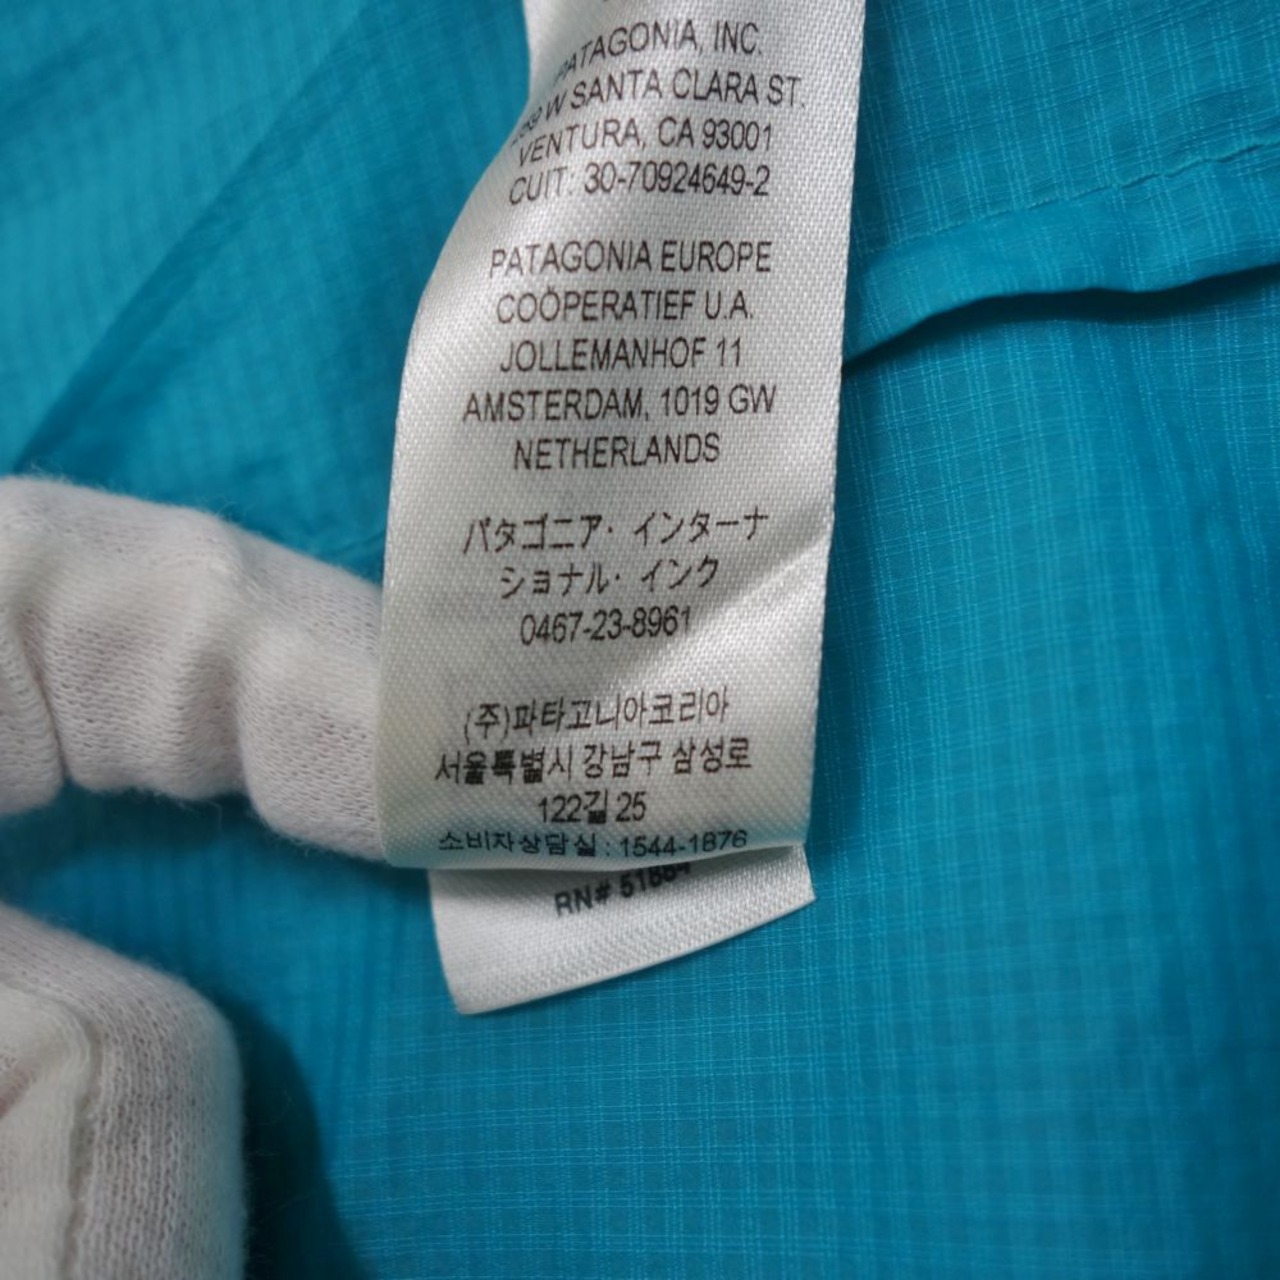 PATAGONIA, INC.
W SANTA CLARA ST.
VENTURA, CA 93001
CUIT: 30-70924649-2
PATAGONIA EUROPE
COÖPERATIEF U.A.
JOLLEMANHOF 11
AMSTERDAM, 1019 GW
NETHERLANDS
パタゴニア・インターナ
ショナル・インク
0467-23-8961
(주)파타고니아코리아
서울특별시 강남구 삼성로
122길 25
소비자상담실 : 1544-1876
RN#